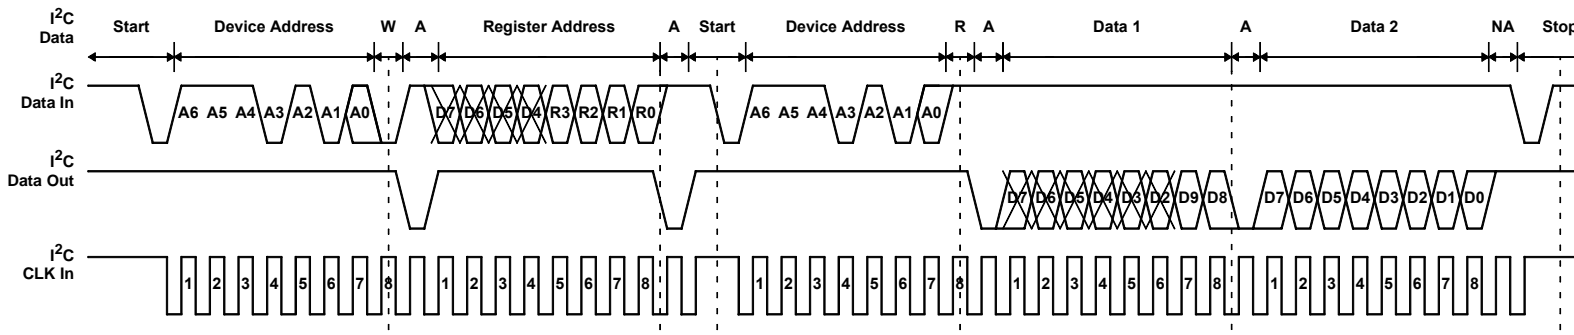 I2C Data
Start Device Address W A Register Address A Start Device Address R A Data 1 A Data 2 NA Stop
I2C Data In
A6 A5 A4 A3 A2 A1 A0 D7 D6 D5 D4 R3 R2 R1 R0 A6 A5 A4 A3 A2 A1 A0
I2C Data Out
D7 D6 D5 D4 D3 D2 D9 D8 D7 D6 D5 D4 D3 D2 D1 D0
I2C CLK In
1 2 3 4 5 6 7 8 1 2 3 4 5 6 7 8 1 2 3 4 5 6 7 8 1 2 3 4 5 6 7 8 1 2 3 4 5 6 7 8